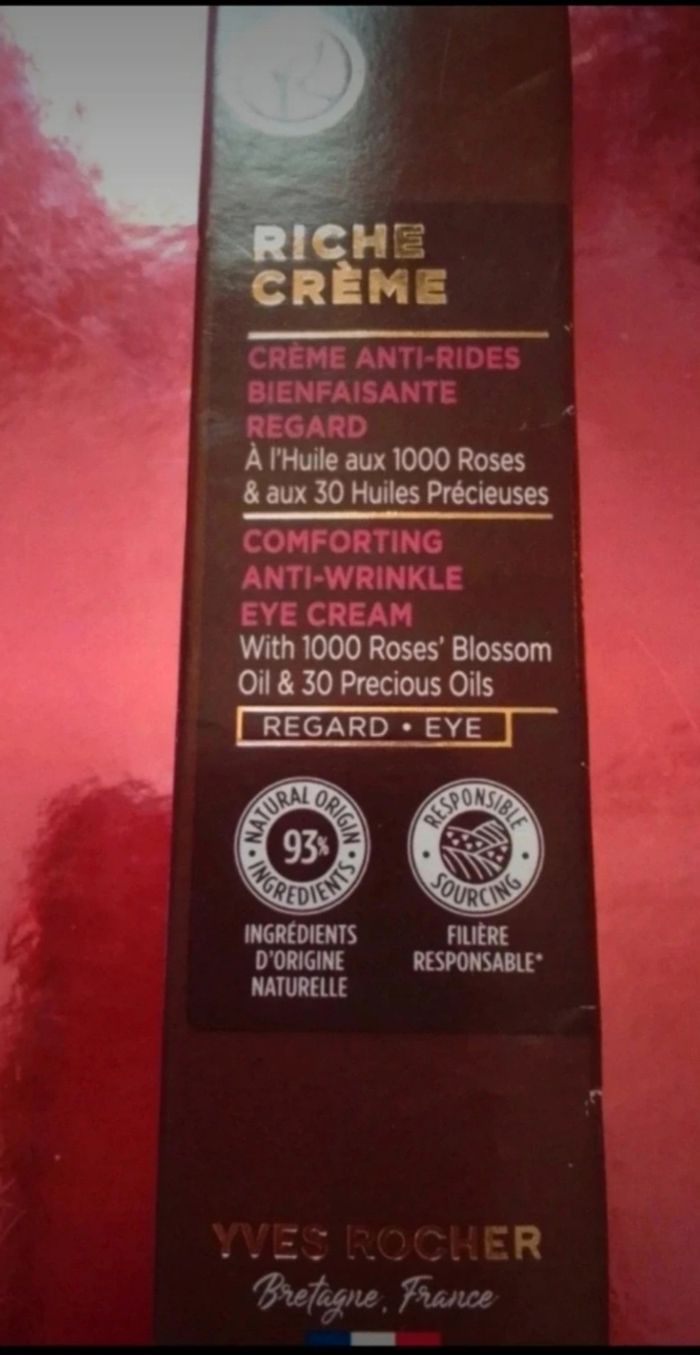 RICHE
CRÈME
CRÈME ANTI-RIDES
BIENFAISANTE
REGARD
À l'Huile aux 1000 Roses
& aux 30 Huiles Précieuses
COMFORTING
ANTI-WRINKLE
EYE CREAM
With 1000 Roses' Blossom
Oil & 30 Precious Oils
REGARD • EYE
NATURAL ORIGIN
93%
INGREDIENTS
RESPONSIBLE
SOURCING
INGRÉDIENTS
D'ORIGINE
NATURELLE
FILIÈRE
RESPONSABLE*
YVES ROCHER
Bretagne, France